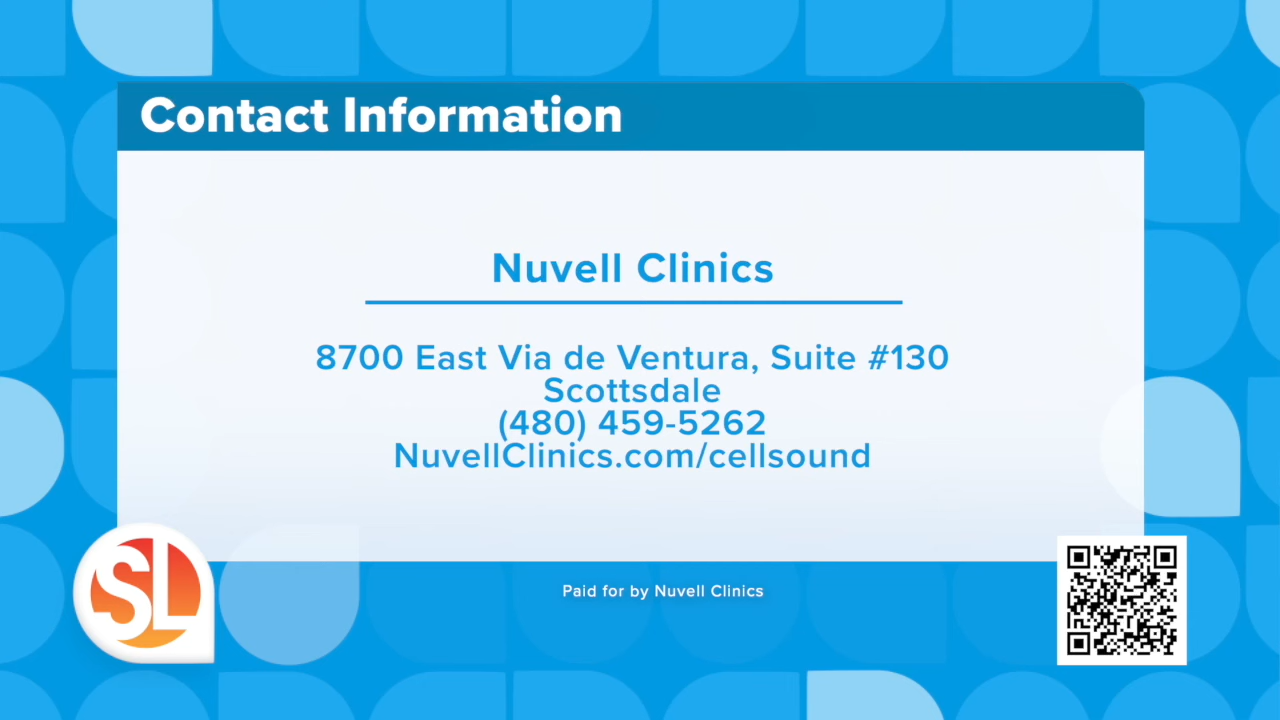 Contact Information
Nuvell Clinics
8700 East Via de Ventura, Suite #130
Scottsdale
(480) 459-5262
NuvellClinics.com/cellsound
SL
Paid for by Nuvell Clinics